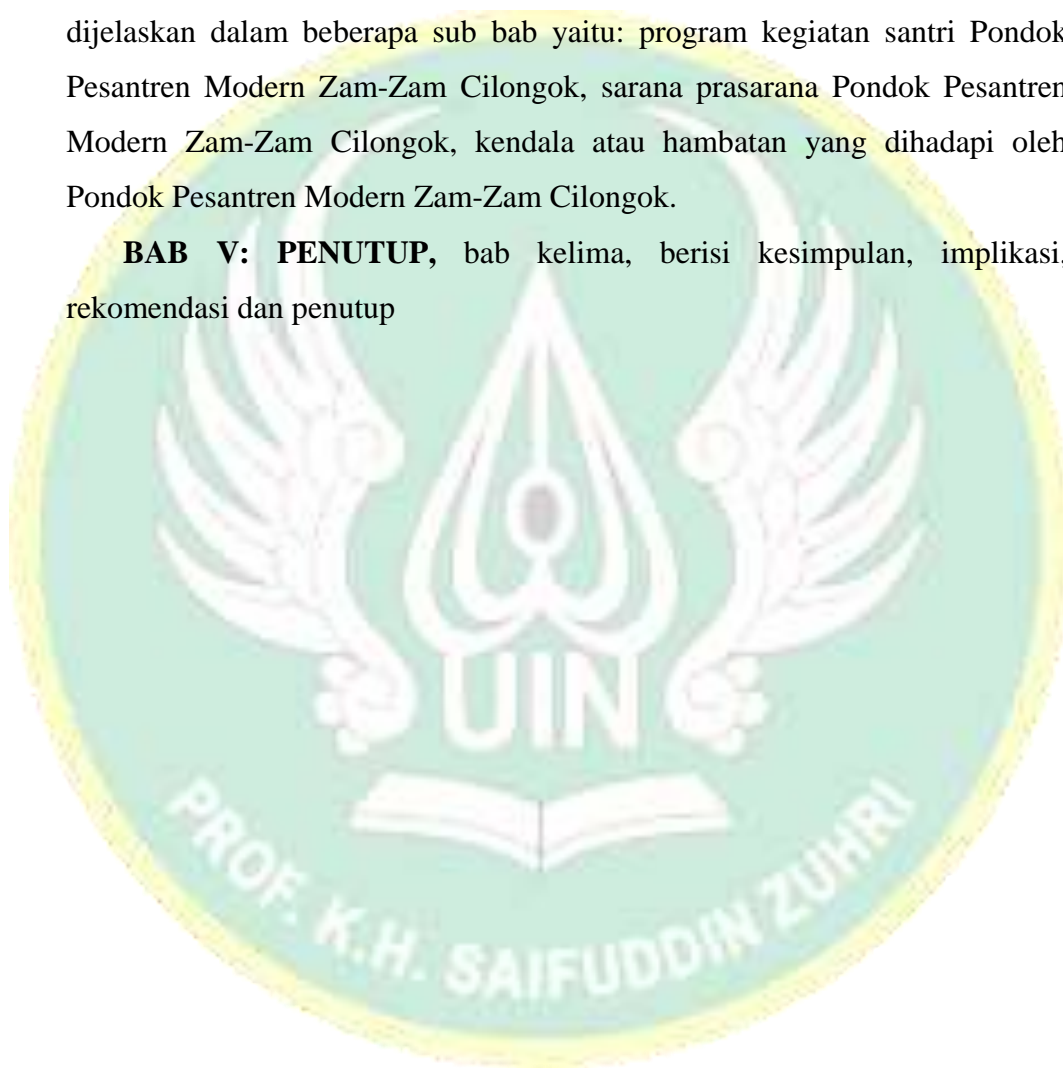 dijelaskan dalam beberapa sub bab yaitu: program kegiatan santri Pondok
Pesantren Modern Zam-Zam Cilongok, sarana prasarana Pondok Pesantren
Modern Zam-Zam Cilongok, kendala atau hambatan yang dihadapi oleh
Pondok Pesantren Modern Zam-Zam Cilongok.
BAB V: PENUTUP, bab kelima, berisi kesimpulan, implikasi,
rekomendasi dan penutup
UIN
PROF. K.H. SAIFUDDIN ZUHRI